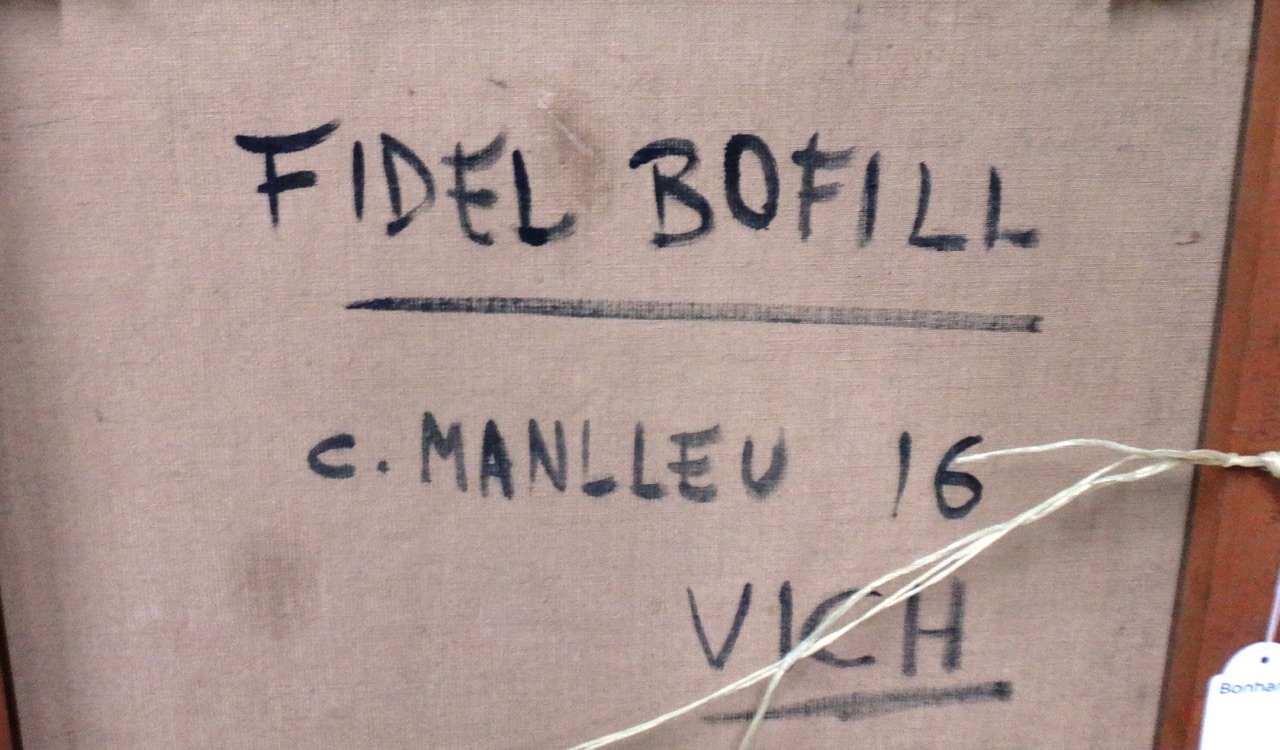 FIDEL BOFILL
C. MANLLEU 16
VICH